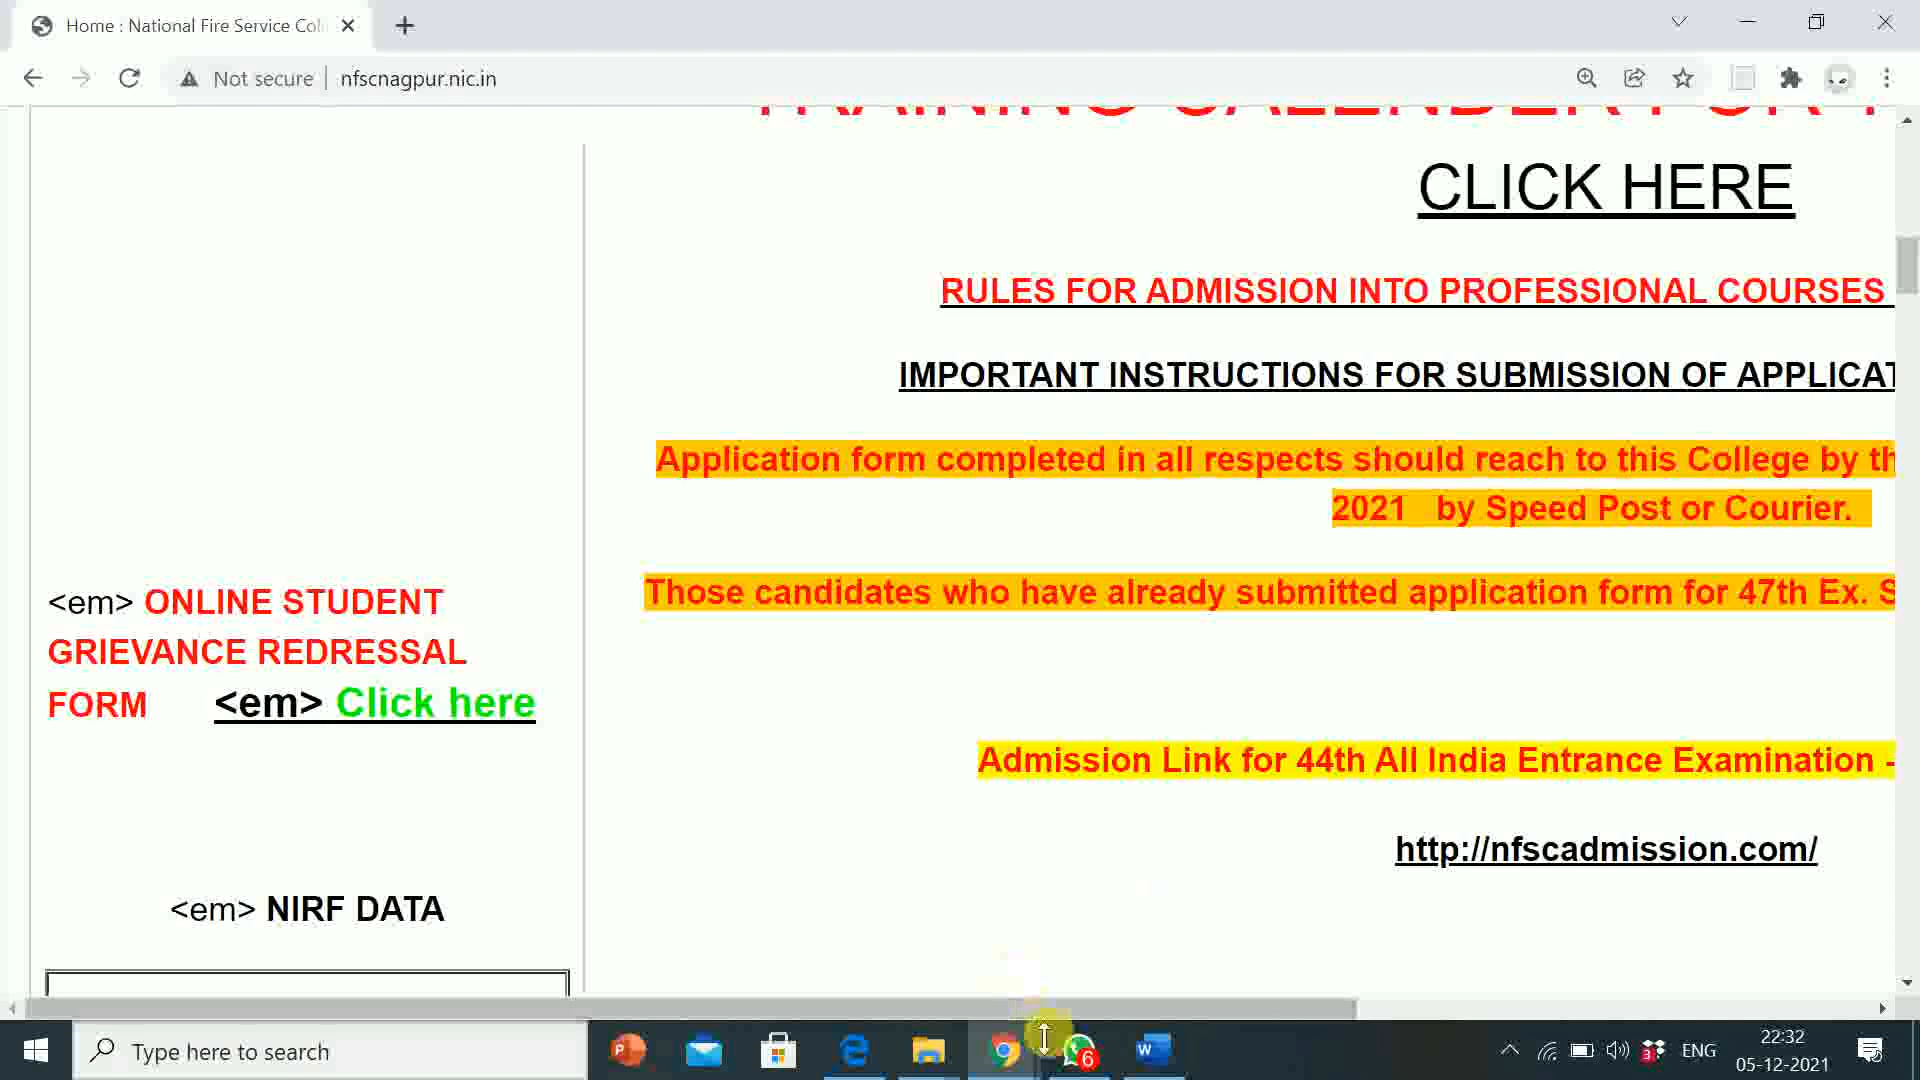 Home : National Fire Service Col
Not secure
nfscnagpur.nic.in
CLICK HERE
RULES FOR ADMISSION INTO PROFESSIONAL COURSES
IMPORTANT INSTRUCTIONS FOR SUBMISSION OF APPLICAT
Application form completed in all respects should reach to this College by th
2021 by Speed Post or Courier.
<em> ONLINE STUDENT
GRIEVANCE REDRESSAL
FORM <em> Click here
Those candidates who have already submitted application form for 47th Ex. S
Admission Link for 44th All India Entrance Examination -
http://nfscadmission.com/
<em> NIRF DATA
Type here to search
6
3
ENG
22:32
05-12-2021